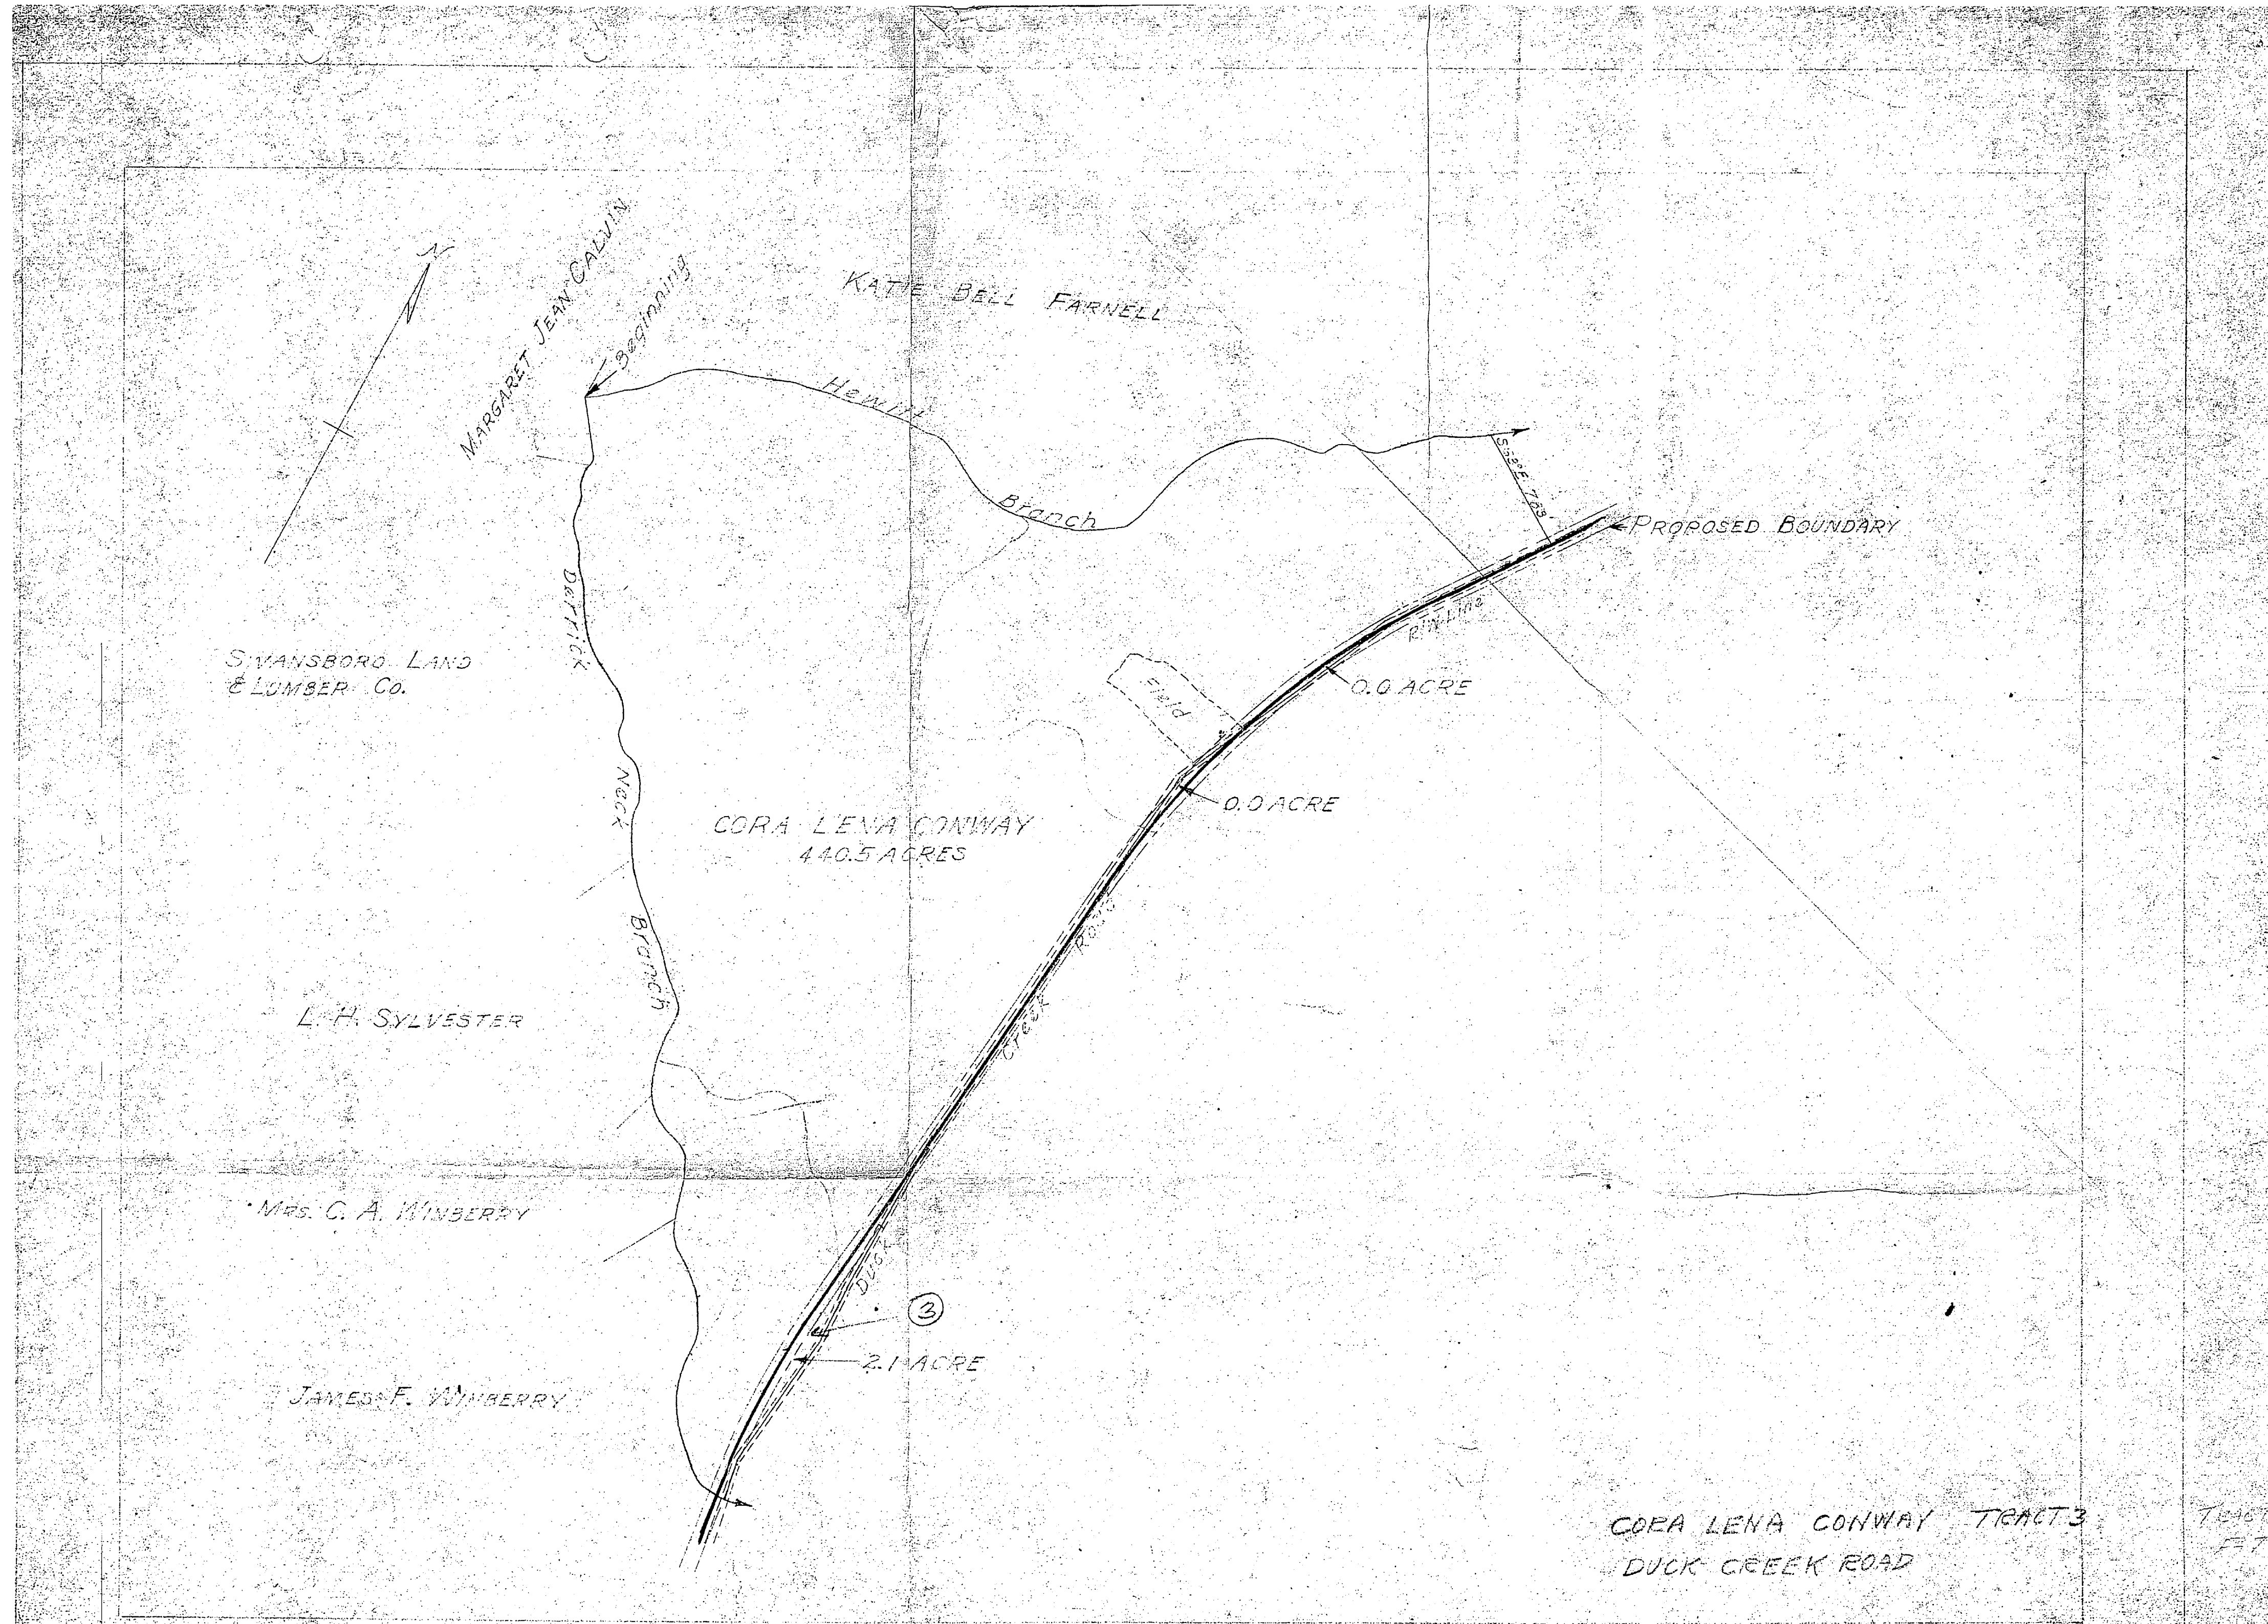 N
MARGARET JEAN CALVIN
Beginning
KATIE BELL FARNELL
Hewitt
Branch
PROPOSED BOUNDARY
R/W Line
Derrick
Neck
Branch
SWANSBORO LAND
& LUMBER CO.
Field
0.0 ACRE
0.0 ACRE
CORA LENA CONWAY
440.5 ACRES
L. H. SYLVESTER
Duck
Creek
Road
MRS. C. A. WINBERRY
3
2.1 ACRE
JAMES F. WINBERRY
CORA LENA CONWAY TRACT 3
DUCK CREEK ROAD